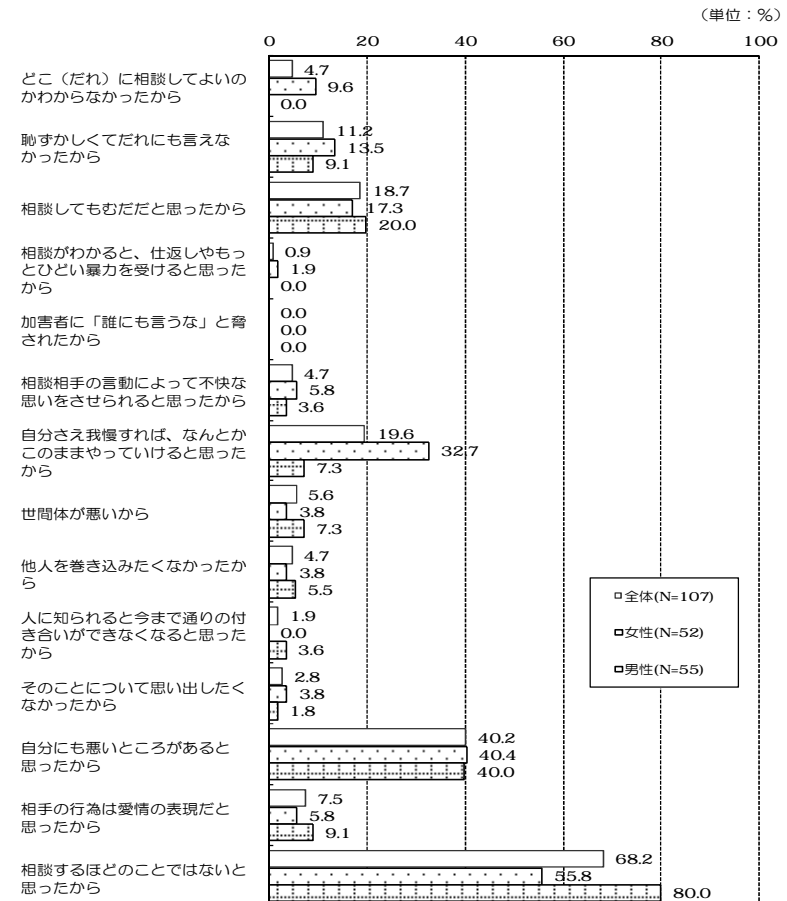 （単位：％）
0 20 40 60 80 100
どこ（だれ）に相談してよいの
かわからなかったから
4.7
9.6
0.0
恥ずかしくてだれにも言えな
かったから
11.2
13.5
9.1
相談してもむだだと思ったから
18.7
17.3
20.0
相談がわかると、仕返しやもっ
とひどい暴力を受けると思った
から
0.9
1.9
0.0
加害者に「誰にも言うな」と脅
されたから
0.0
0.0
0.0
相談相手の言動によって不快な
思いをさせられると思ったから
4.7
5.8
3.6
自分さえ我慢すれば、なんとか
このままやっていけると思った
から
19.6
32.7
7.3
世間体が悪いから
5.6
3.8
7.3
他人を巻き込みたくなかったか
ら
4.7
3.8
5.5
人に知られると今まで通りの付
き合いができなくなると思った
から
1.9
0.0
3.6
そのことについて思い出したく
なかったから
2.8
3.8
1.8
自分にも悪いところがあると
思ったから
40.2
40.4
40.0
相手の行為は愛情の表現だと
思ったから
7.5
5.8
9.1
相談するほどのことではないと
思ったから
68.2
55.8
80.0
全体(N=107)
女性(N=52)
男性(N=55)